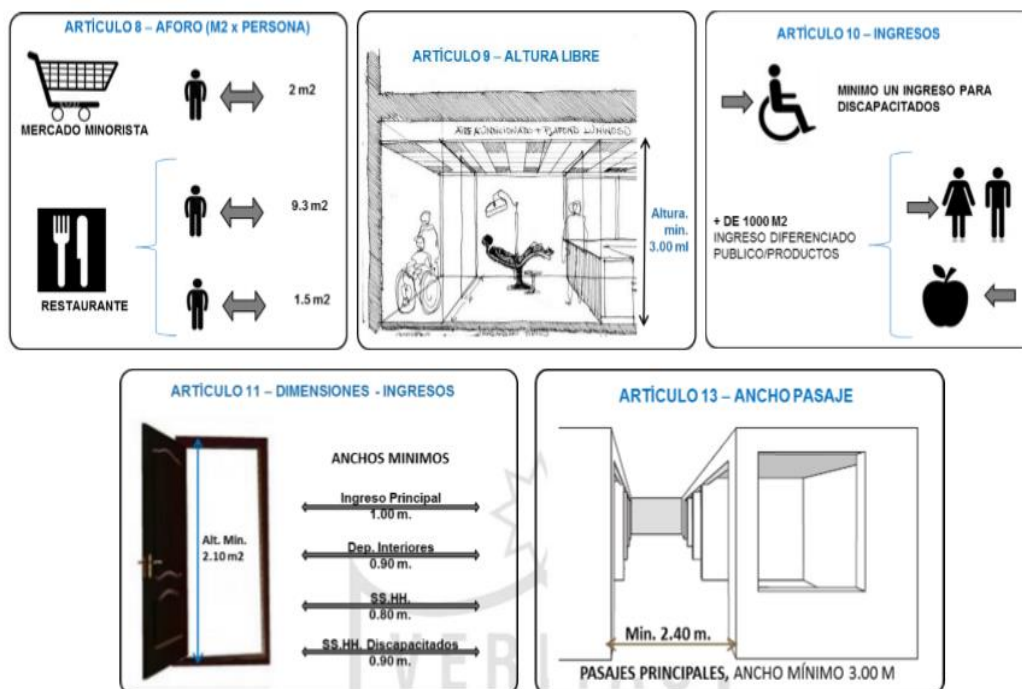 ARTÍCULO 8 – AFORO (M2 x PERSONA)
2 m2
MERCADO MINORISTA
9.3 m2
RESTAURANTE
1.5 m2
ARTÍCULO 9 – ALTURA LIBRE
AIRE ACONDICIONADO + PLAFOND LUMINOSO
Altura.
min.
3.00 ml
ARTÍCULO 10 – INGRESOS
MINIMO UN INGRESO PARA
DISCAPACITADOS
+ DE 1000 M2
INGRESO DIFERENCIADO
PUBLICO/PRODUCTOS
ARTÍCULO 11 – DIMENSIONES - INGRESOS
Alt. Min.
2.10 m2
ANCHOS MINIMOS
Ingreso Principal
1.00 m.
Dep. Interiores
0.90 m.
SS.HH.
0.80 m.
SS.HH. Discapacitados
0.90 m.
ARTÍCULO 13 – ANCHO PASAJE
Min. 2.40 m.
PASAJES PRINCIPALES, ANCHO MÍNIMO 3.00 M